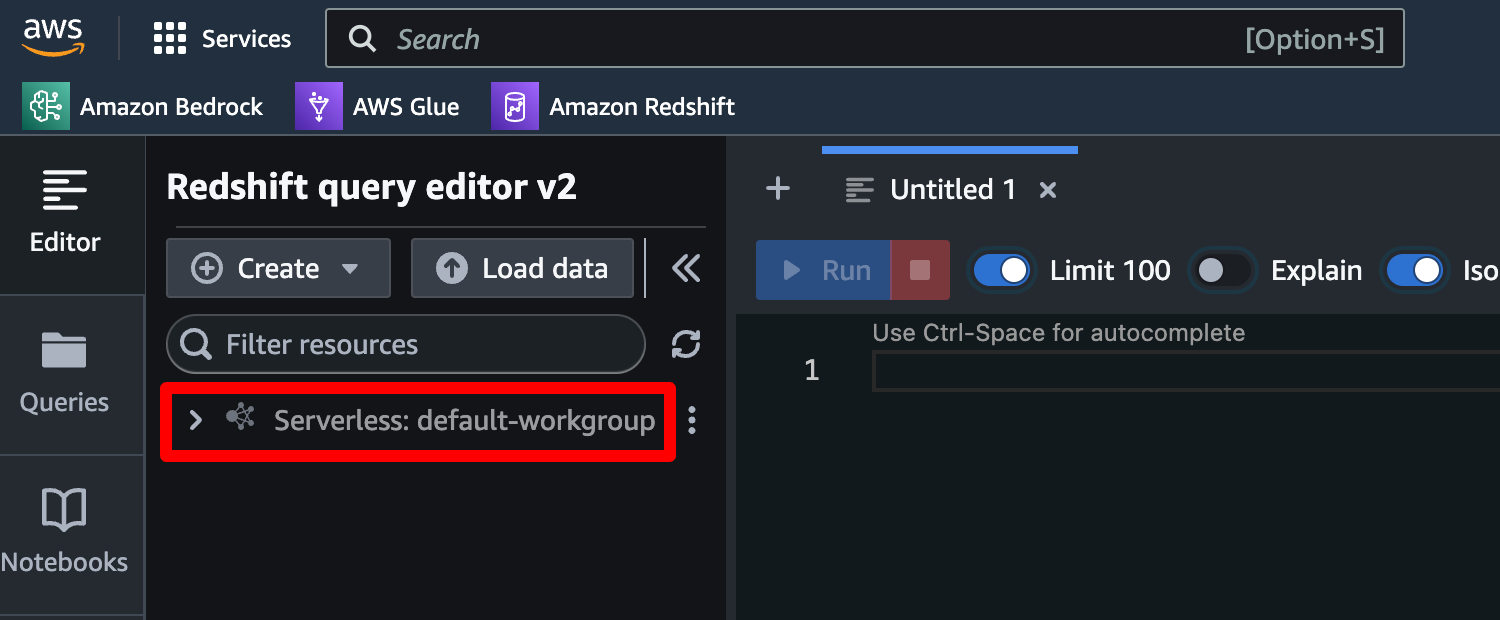 aws Services Search [Option+S]
Amazon Bedrock AWS Glue Amazon Redshift
Editor
Queries
Notebooks
Redshift query editor v2
Create Load data
Filter resources
Serverless: default-workgroup
Untitled 1
Run Limit 100 Explain Iso
Use Ctrl-Space for autocomplete
1